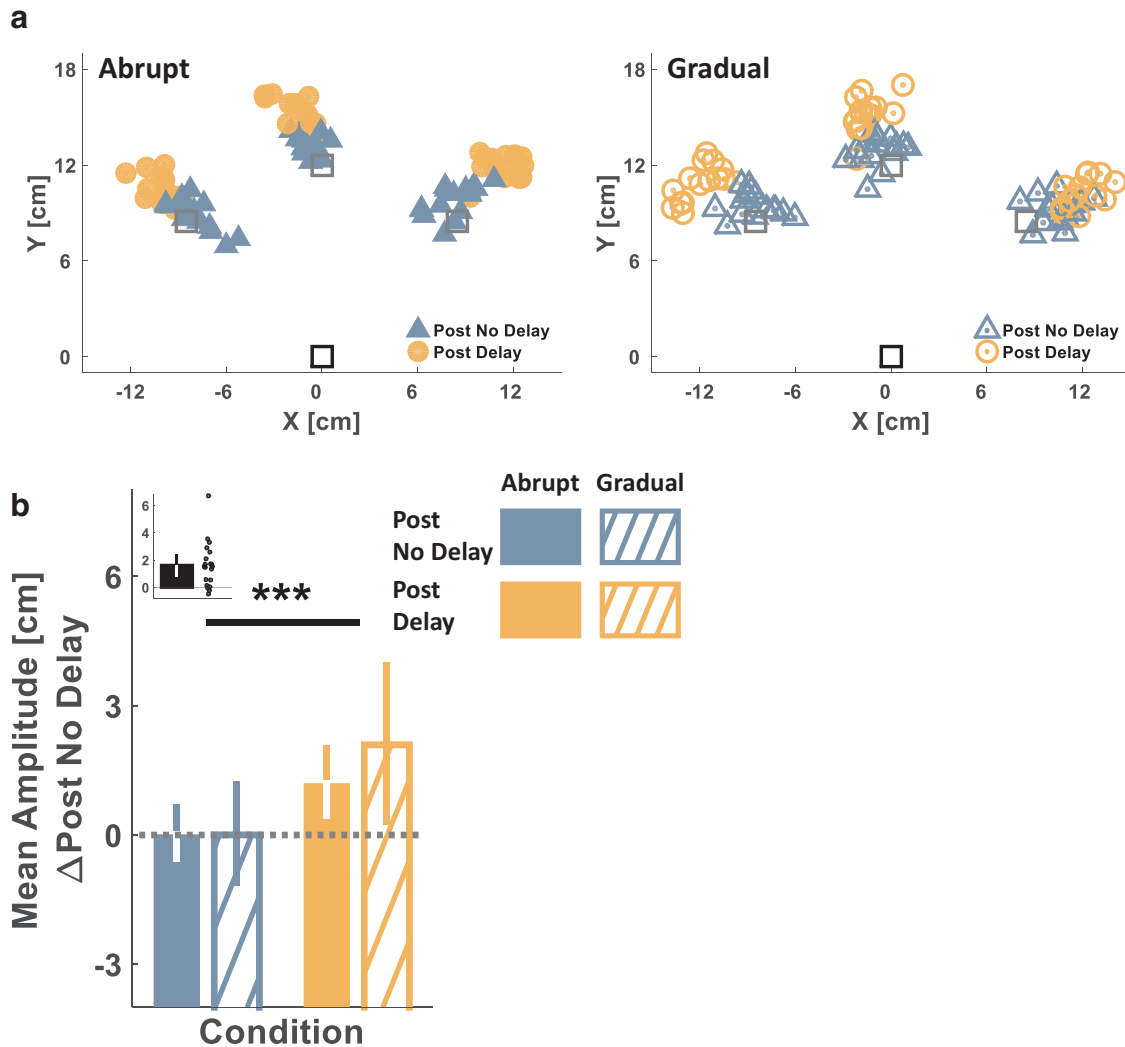 a
Abrupt
Gradual
18
12
6
0
Y [cm]
-12
-6
0
6
12
X [cm]
Post No Delay
Post Delay
18
12
6
0
Y [cm]
-12
-6
0
6
12
X [cm]
Post No Delay
Post Delay
b
Abrupt
Gradual
Post
No Delay
Post
Delay
6
4
2
0
***
Mean Amplitude [cm]
ΔPost No Delay
6
3
0
-3
Condition